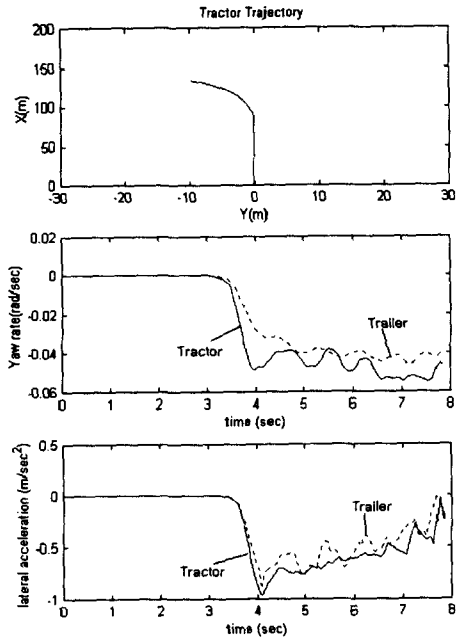 Tractor Trajectory
200
150
100
50
0
X(m)
-30 -20 -10 0 10 20 30
Y(m)
0.02
0
-0.02
-0.04
-0.06
Yaw rate(rad/sec)
Tractor
Trailer
0 1 2 3 4 5 6 7 8
time (sec)
0.5
0
-0.5
-1
lateral acceleration (m/sec²)
Tractor
Trailer
0 1 2 3 4 5 6 7 8
time (sec)